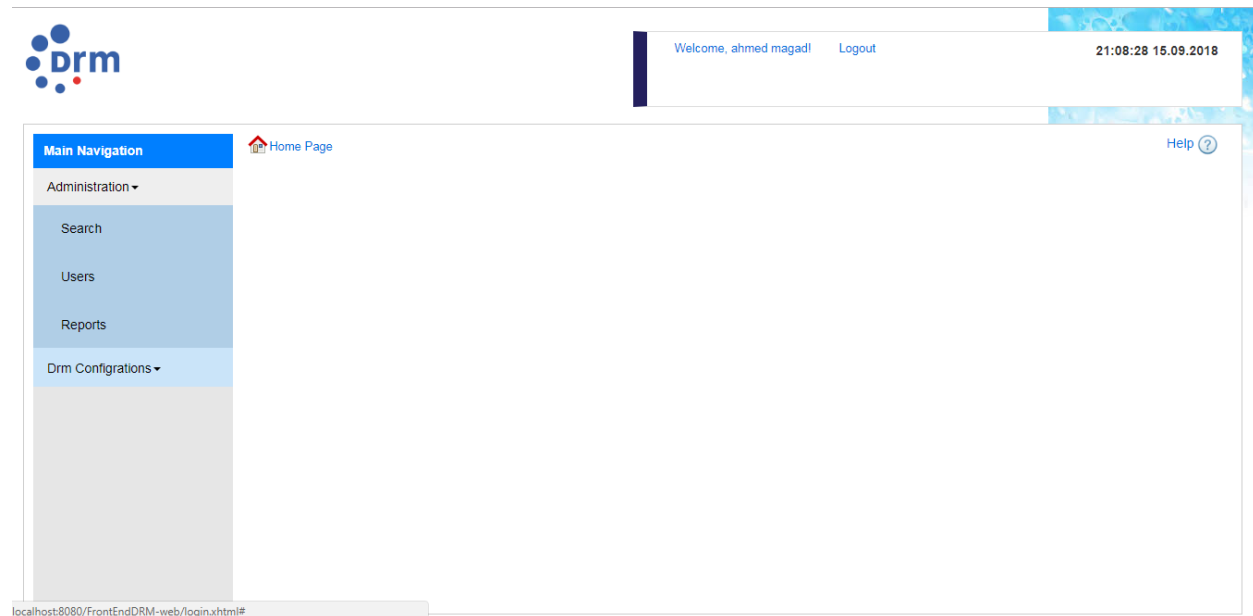 Drm
Welcome, ahmed magad! Logout
21:08:28 15.09.2018
Main Navigation
Home Page
Help ?
Administration
Search
Users
Reports
Drm Configrations
localhost:8080/FrontEndDRM-web/login.xhtml#